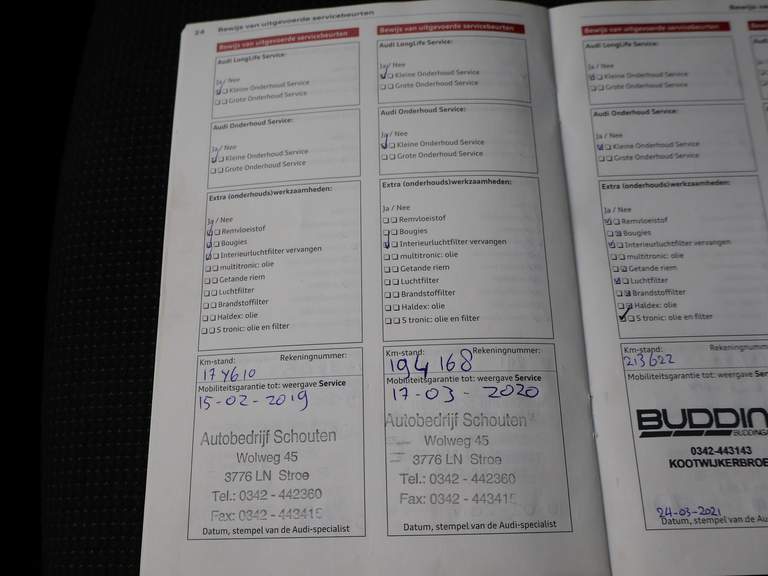 24 Bewijs van uitgevoerde servicebeurten
Bewijs van uitgevoerde servicebeurten
Audi LongLife Service:
Ja / Nee
Kleine Onderhoud Service
Grote Onderhoud Service
Audi Onderhoud Service:
Ja / Nee
Kleine Onderhoud Service
Grote Onderhoud Service
Extra (onderhouds)werkzaamheden:
Ja / Nee
Remvloeistof
Bougies
Interieurluchtfilter vervangen
multitronic: olie
Getande riem
Luchtfilter
Brandstoffilter
Haldex: olie
S tronic: olie en filter
Km-stand: Rekeningnummer:
174610
Mobiliteitsgarantie tot: weergave Service
15-02-2019
Autobedrijf Schouten
Wolweg 45
3776 LN Stroe
Tel.: 0342 - 442360
Fax: 0342 - 443415
Datum, stempel van de Audi-specialist
Bewijs van uitgevoerde servicebeurten
Audi LongLife Service:
Ja / Nee
Kleine Onderhoud Service
Grote Onderhoud Service
Audi Onderhoud Service:
Ja / Nee
Kleine Onderhoud Service
Grote Onderhoud Service
Extra (onderhouds)werkzaamheden:
Ja / Nee
Remvloeistof
Bougies
Interieurluchtfilter vervangen
multitronic: olie
Getande riem
Luchtfilter
Brandstoffilter
Haldex: olie
S tronic: olie en filter
Km-stand: Rekeningnummer:
194168
Mobiliteitsgarantie tot: weergave Service
17-03-2020
Autobedrijf Schouten
Wolweg 45
3776 LN Stroe
Tel.: 0342 - 442360
Fax: 0342 - 443415
Datum, stempel van de Audi-specialist
Bewijs van uitgevoerde servicebeurten
Audi LongLife Service:
Ja / Nee
Kleine Onderhoud Service
Grote Onderhoud Service
Audi Onderhoud Service:
Ja / Nee
Kleine Onderhoud Service
Grote Onderhoud Service
Extra (onderhouds)werkzaamheden:
Ja / Nee
Remvloeistof
Bougies
Interieurluchtfilter vervangen
multitronic: olie
Getande riem
Luchtfilter
Brandstoffilter
Haldex: olie
S tronic: olie en filter
Km-stand: Rekeningnummer:
213622
Mobiliteitsgarantie tot: weergave Ser
BUDDIN
0342-443143
KOOTWIJKERBROE
24-03-2021
Datum, stempel van de Au